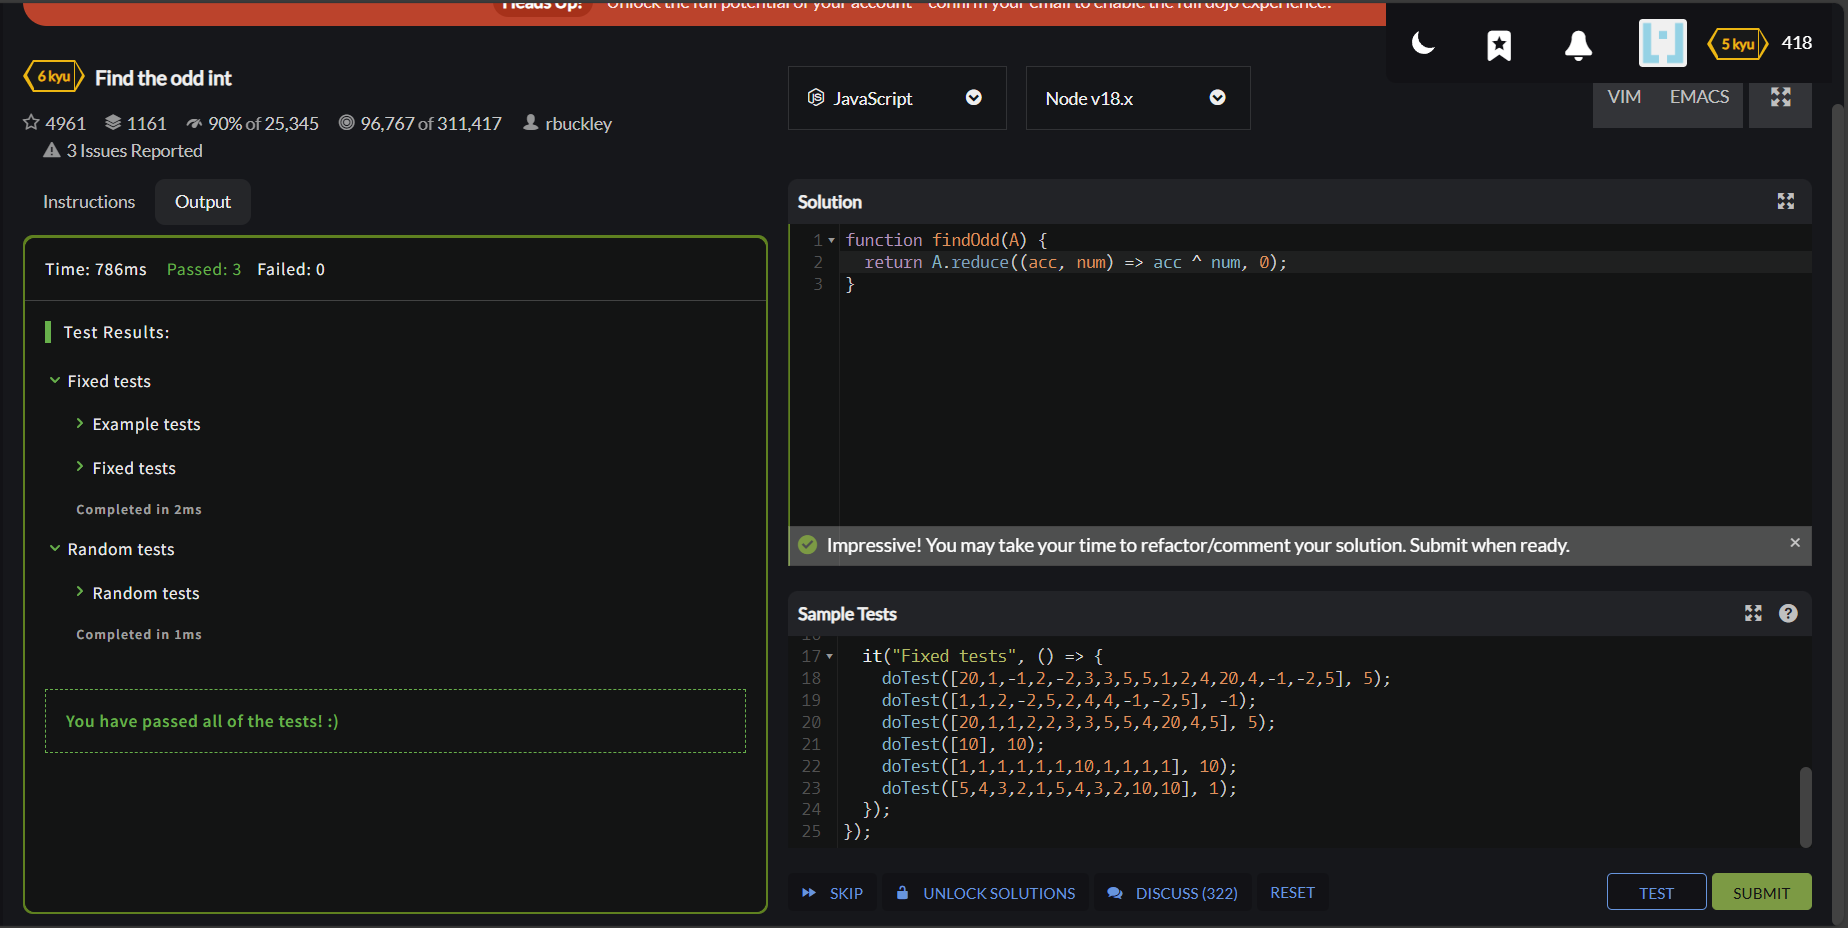 Heads Up! Unlock the full potential of your account - confirm your email to enable the full dojo experience.
5 kyu 418
6 kyu Find the odd int
4961 1161 90% of 25,345 96,767 of 311,417 rbuckley
3 Issues Reported
JavaScript Node v18.x VIM EMACS
Instructions Output
Time: 786ms Passed: 3 Failed: 0
Test Results:
Fixed tests
Example tests
Fixed tests
Completed in 2ms
Random tests
Random tests
Completed in 1ms
You have passed all of the tests! :)
Solution
1 function findOdd(A) {
2 return A.reduce((acc, num) => acc ^ num, 0);
3 }
Impressive! You may take your time to refactor/comment your solution. Submit when ready.
Sample Tests
16
17 it("Fixed tests", () => {
18 doTest([20,1,-1,2,-2,3,3,5,5,1,2,4,20,4,-1,-2,5], 5);
19 doTest([1,1,2,-2,5,2,4,4,-1,-2,5], -1);
20 doTest([20,1,1,2,2,3,3,5,5,4,20,4,5], 5);
21 doTest([10], 10);
22 doTest([1,1,1,1,1,1,10,1,1,1,1], 10);
23 doTest([5,4,3,2,1,5,4,3,2,10,10], 1);
24 });
25 });
SKIP UNLOCK SOLUTIONS DISCUSS (322) RESET TEST SUBMIT